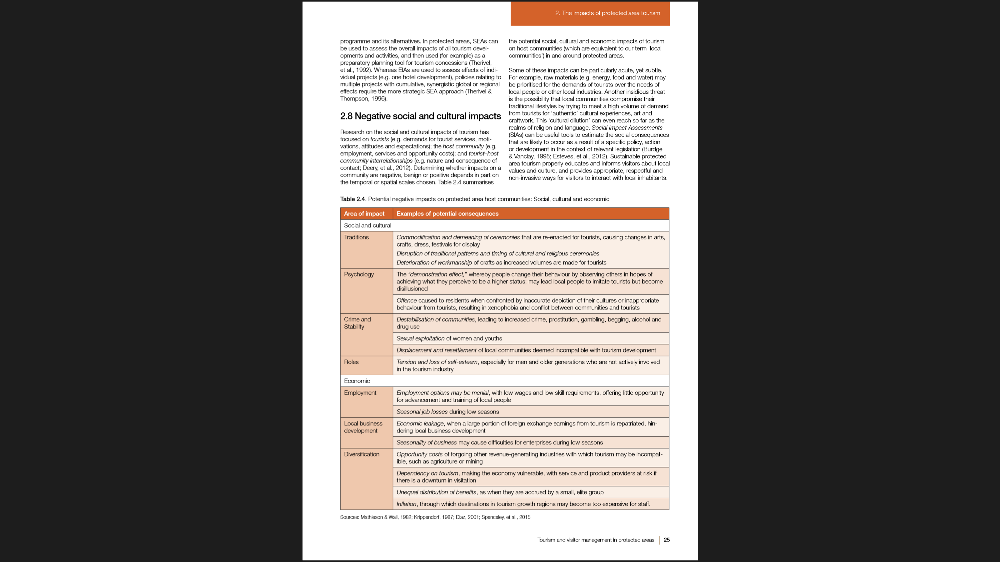 2. The impacts of protected area tourism
programme and its alternatives. In protected areas, SEAs can
be used to assess the overall impacts of all tourism devel-
opments and activities, and then used (for example) as a
preparatory planning tool for tourism concessions (Therivel,
et al., 1992). Whereas EIAs are used to assess effects of indi-
vidual projects (e.g. one hotel development), policies relating to
multiple projects with cumulative, synergistic global or regional
effects require the more strategic SEA approach (Therivel &
Thompson, 1996).
2.8 Negative social and cultural impacts
Research on the social and cultural impacts of tourism has
focused on tourists (e.g. demands for tourist services, moti-
vations, attitudes and expectations); the host community (e.g.
employment, services and opportunity costs); and tourist–host
community interrelationships (e.g. nature and consequence of
contact; Deery, et al., 2012). Determining whether impacts on a
community are negative, benign or positive depends in part on
the temporal or spatial scales chosen. Table 2.4 summarises
the potential social, cultural and economic impacts of tourism
on host communities (which are equivalent to our term ‘local
communities’) in and around protected areas.
Some of these impacts can be particularly acute, yet subtle.
For example, raw materials (e.g. energy, food and water) may
be prioritised for the demands of tourists over the needs of
local people or other local industries. Another insidious threat
is the possibility that local communities compromise their
traditional lifestyles by trying to meet a high volume of demand
from tourists for ‘authentic’ cultural experiences, art and
craftwork. This ‘cultural dilution’ can even reach so far as the
realms of religion and language. Social Impact Assessments
(SIAs) can be useful tools to estimate the social consequences
that are likely to occur as a result of a specific policy, action
or development in the context of relevant legislation (Burdge
& Vanclay, 1995; Esteves, et al., 2012). Sustainable protected
area tourism properly educates and informs visitors about local
values and culture, and provides appropriate, respectful and
non-invasive ways for visitors to interact with local inhabitants.
Table 2.4. Potential negative impacts on protected area host communities: Social, cultural and economic
Area of impact Examples of potential consequences
Social and cultural
Traditions Commodification and demeaning of ceremonies that are re-enacted for tourists, causing changes in arts,
crafts, dress, festivals for display
Disruption of traditional patterns and timing of cultural and religious ceremonies
Deterioration of workmanship of crafts as increased volumes are made for tourists
Psychology The “demonstration effect,” whereby people change their behaviour by observing others in hopes of
achieving what they perceive to be a higher status; may lead local people to imitate tourists but become
disillusioned
Offence caused to residents when confronted by inaccurate depiction of their cultures or inappropriate
behaviour from tourists, resulting in xenophobia and conflict between communities and tourists
Crime and Destabilisation of communities, leading to increased crime, prostitution, gambling, begging, alcohol and
Stability drug use
Sexual exploitation of women and youths
Displacement and resettlement of local communities deemed incompatible with tourism development
Roles Tension and loss of self-esteem, especially for men and older generations who are not actively involved
in the tourism industry
Economic
Employment Employment options may be menial, with low wages and low skill requirements, offering little opportunity
for advancement and training of local people
Seasonal job losses during low seasons
Local business Economic leakage, when a large portion of foreign exchange earnings from tourism is repatriated, hin-
development dering local business development
Seasonality of business may cause difficulties for enterprises during low seasons
Diversification Opportunity costs of forgoing other revenue-generating industries with which tourism may be incompat-
ible, such as agriculture or mining
Dependency on tourism, making the economy vulnerable, with service and product providers at risk if
there is a downturn in visitation
Unequal distribution of benefits, as when they are accrued by a small, elite group
Inflation, through which destinations in tourism growth regions may become too expensive for staff.
Sources: Mathieson & Wall, 1982; Krippendorf, 1987; Diaz, 2001; Spenceley, et al., 2015
Tourism and visitor management in protected areas 25